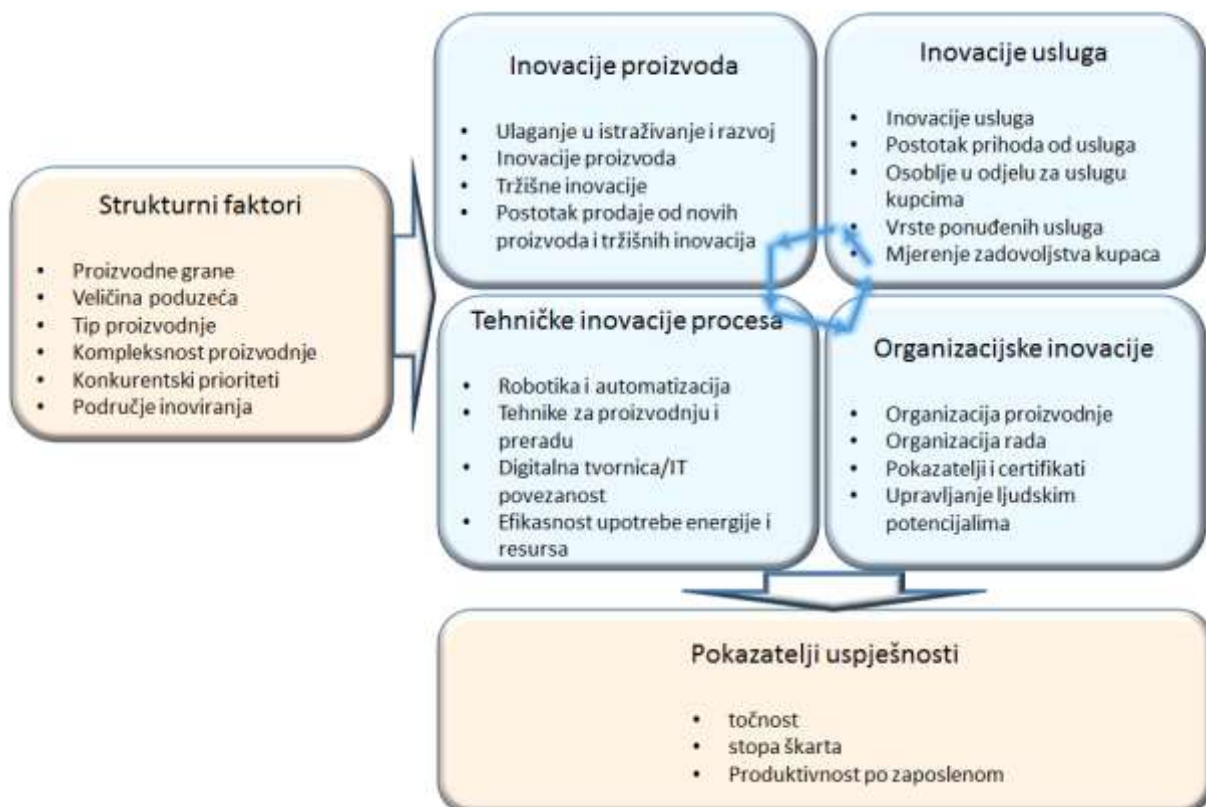 Strukturni faktori
• Proizvodne grane
• Veličina poduzeća
• Tip proizvodnje
• Kompleksnost proizvodnje
• Konkurentski prioriteti
• Područje inoviranja
Inovacije proizvoda
• Ulaganje u istraživanje i razvoj
• Inovacije proizvoda
• Tržišne inovacije
• Postotak prodaje od novih
proizvoda i tržišnih inovacija
Inovacije usluga
• Inovacije usluga
• Postotak prihoda od usluga
• Osoblje u odjelu za uslugu
kupcima
• Vrste ponuđenih usluga
• Mjerenje zadovoljstva kupaca
Tehničke inovacije procesa
• Robotika i automatizacija
• Tehnike za proizvodnju i
preradu
• Digitalna tvornica/IT
povezanost
• Efikasnost upotrebe energije i
resursa
Organizacijske inovacije
• Organizacija proizvodnje
• Organizacija rada
• Pokazatelji i certifikati
• Upravljanje ljudskim
potencijalima
Pokazatelji uspješnosti
• točnost
• stopa škarta
• Produktivnost po zaposlenom